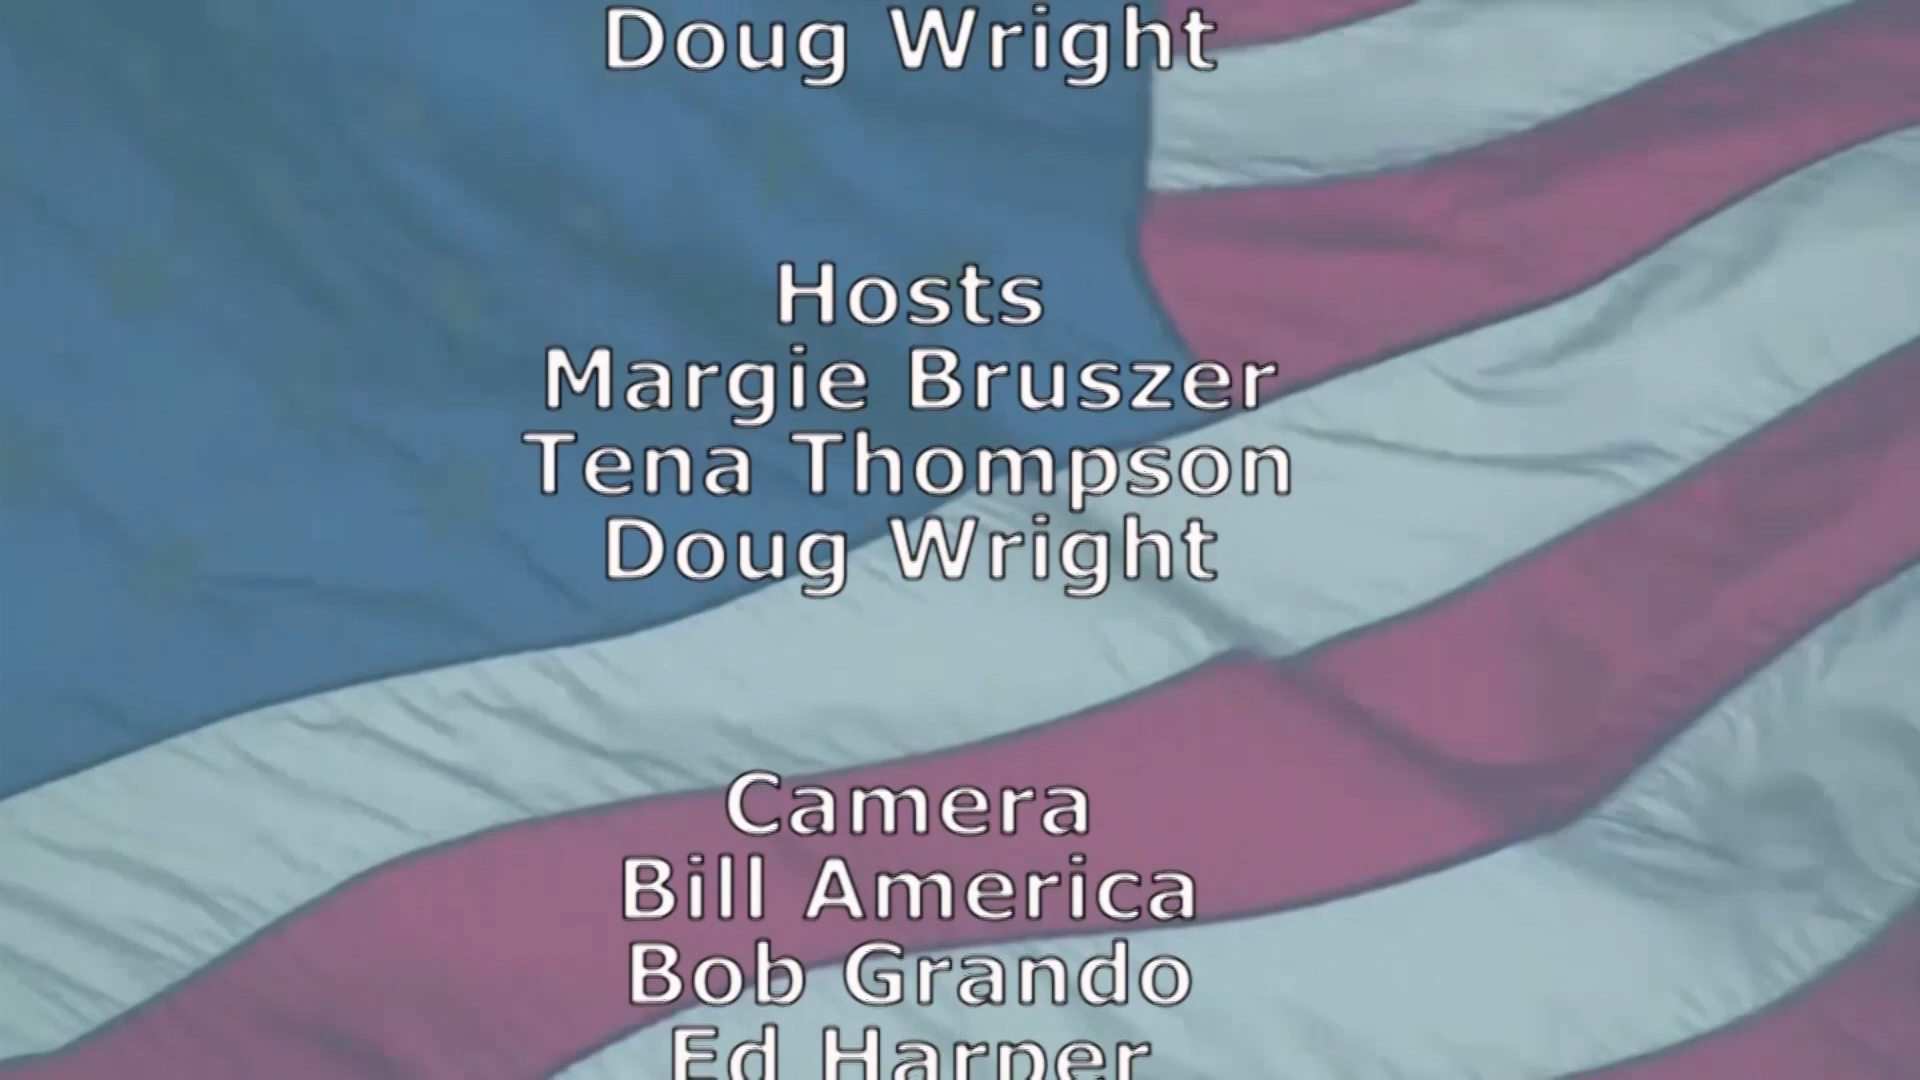 Doug Wright
Hosts
Margie Bruszer
Tena Thompson
Doug Wright
Camera
Bill America
Bob Grando
Ed Harper